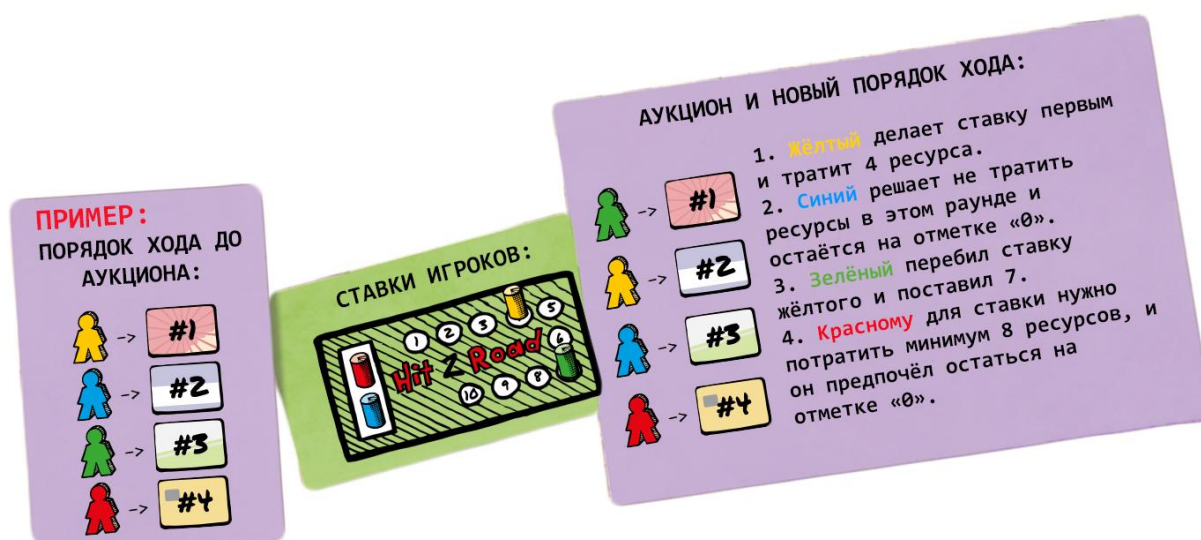 ПРИМЕР:
ПОРЯДОК ХОДА ДО
АУКЦИОНА:
-> #1
-> #2
-> #3
-> #4
СТАВКИ ИГРОКОВ:
1 2 3 5
Hit Z Road
6
10 9 8
АУКЦИОН И НОВЫЙ ПОРЯДОК ХОДА:
-> #1
-> #2
-> #3
-> #4
1. Жёлтый делает ставку первым
и тратит 4 ресурса.
2. Синий решает не тратить
ресурсы в этом раунде и
остаётся на отметке «0».
3. Зелёный перебил ставку
жёлтого и поставил 7.
4. Красному для ставки нужно
потратить минимум 8 ресурсов, и
он предпочёл остаться на
отметке «0».